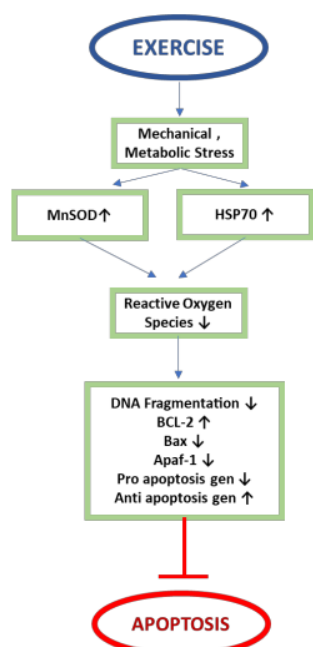 EXERCISE
Mechanical ,
Metabolic Stress
MnSOD↑
HSP70 ↑
Reactive Oxygen
Species ↓
DNA Fragmentation ↓
BCL-2 ↑
Bax ↓
Apaf-1 ↓
Pro apoptosis gen ↓
Anti apoptosis gen ↑
APOPTOSIS